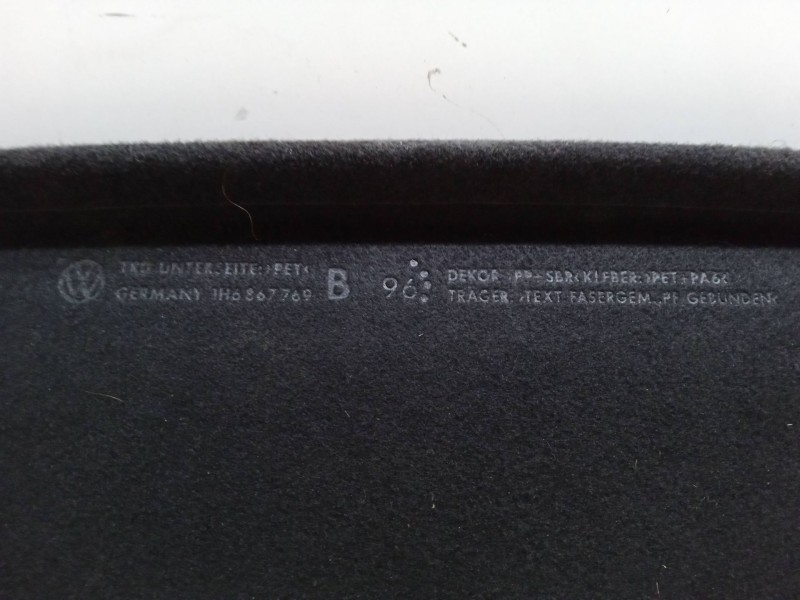 UNTERSEITE: ›PET‹
GERMANY 1H6 867 769 B 96
DEKOR ›PP+SBR‹ KLEBER: ›PET+PA6‹
TRÄGER: ›TEXT FASERGEM. PF GEBUNDEN‹